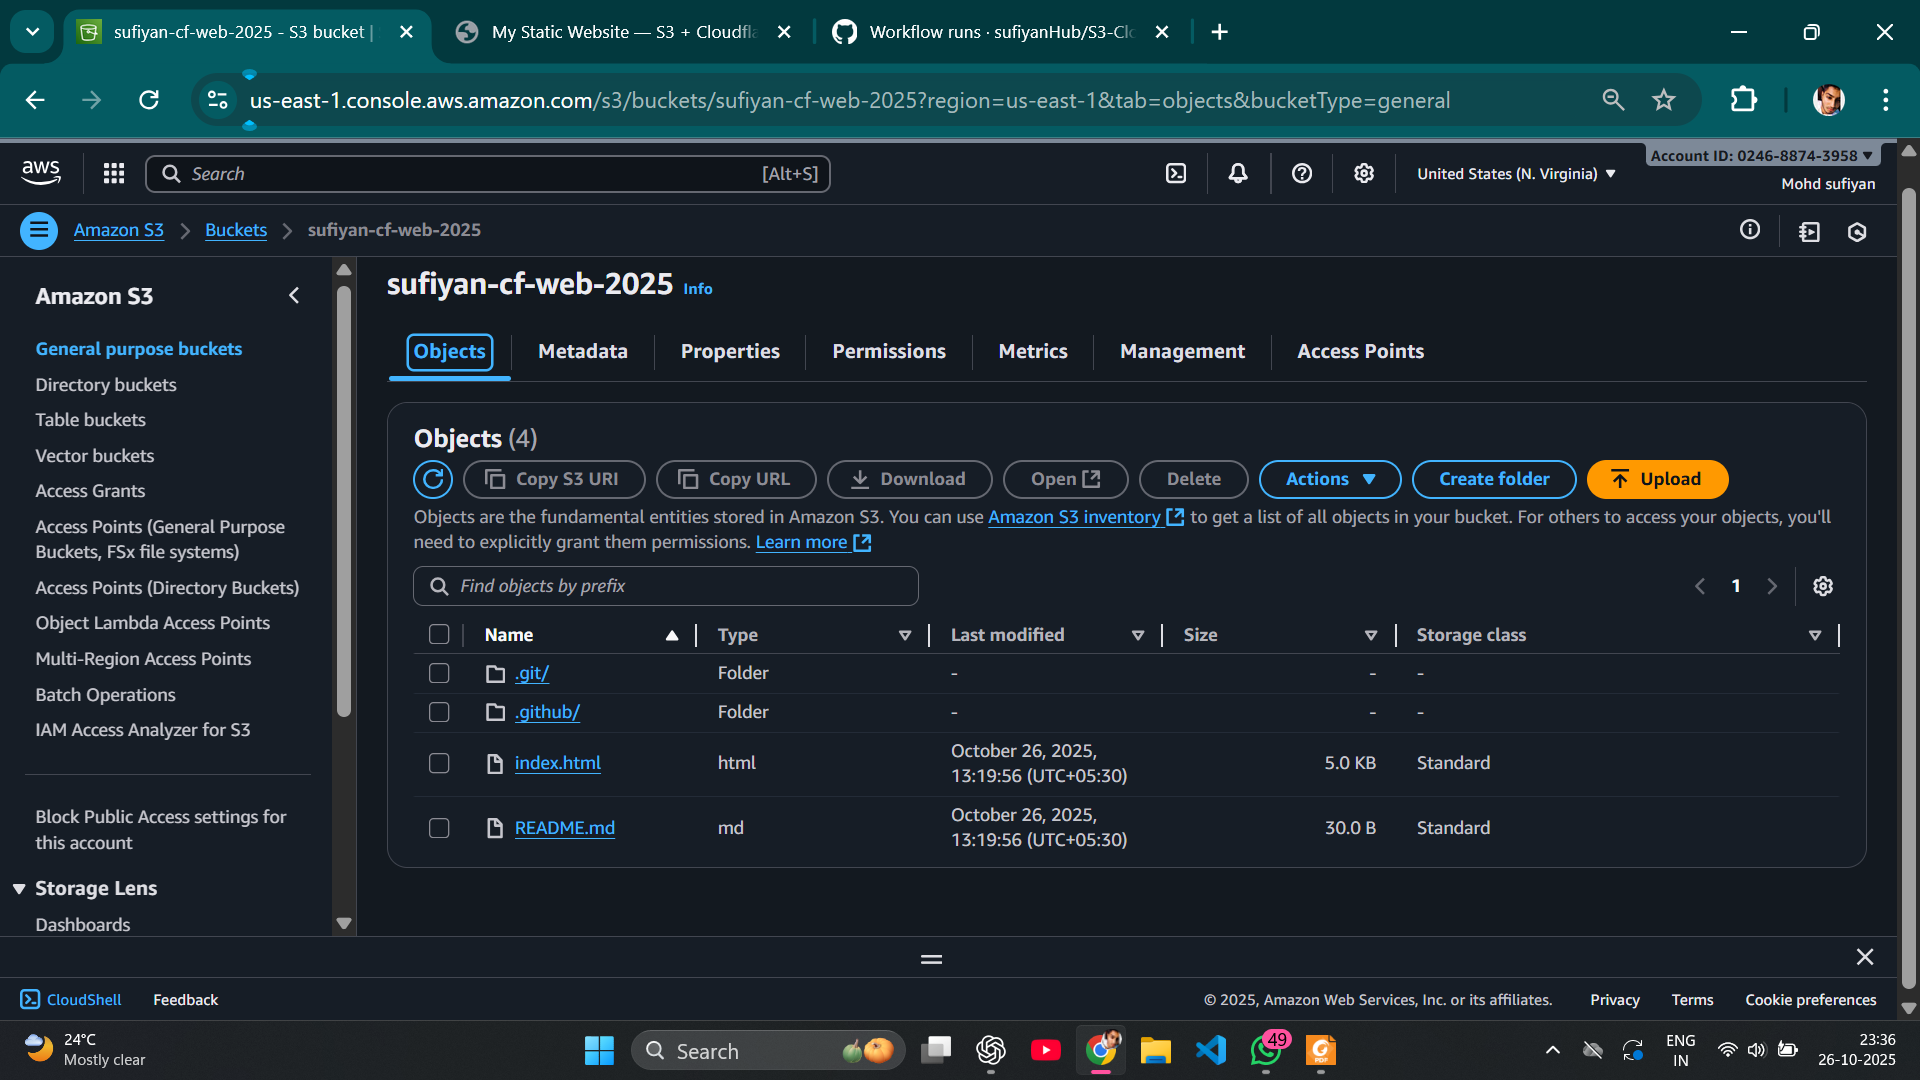 sufiyan-cf-web-2025 - S3 bucket |
My Static Website — S3 + Cloudfla
Workflow runs · sufiyanHub/S3-Clo
us-east-1.console.aws.amazon.com/s3/buckets/sufiyan-cf-web-2025?region=us-east-1&tab=objects&bucketType=general
aws
Search
[Alt+S]
United States (N. Virginia)
Account ID: 0246-8874-3958
Mohd sufiyan
Amazon S3
Buckets
sufiyan-cf-web-2025
Amazon S3
General purpose buckets
Directory buckets
Table buckets
Vector buckets
Access Grants
Access Points (General Purpose
Buckets, FSx file systems)
Access Points (Directory Buckets)
Object Lambda Access Points
Multi-Region Access Points
Batch Operations
IAM Access Analyzer for S3
Block Public Access settings for
this account
Storage Lens
Dashboards
sufiyan-cf-web-2025 Info
Objects
Metadata
Properties
Permissions
Metrics
Management
Access Points
Objects (4)
Copy S3 URI
Copy URL
Download
Open
Delete
Actions
Create folder
Upload
Objects are the fundamental entities stored in Amazon S3. You can use Amazon S3 inventory to get a list of all objects in your bucket. For others to access your objects, you'll
need to explicitly grant them permissions. Learn more
Find objects by prefix
1
Name
Type
Last modified
Size
Storage class
.git/
Folder
-
-
-
.github/
Folder
-
-
-
index.html
html
October 26, 2025,
13:19:56 (UTC+05:30)
5.0 KB
Standard
README.md
md
October 26, 2025,
13:19:56 (UTC+05:30)
30.0 B
Standard
CloudShell
Feedback
© 2025, Amazon Web Services, Inc. or its affiliates.
Privacy
Terms
Cookie preferences
24°C
Mostly clear
Search
49
PDF
ENG
IN
23:36
26-10-2025